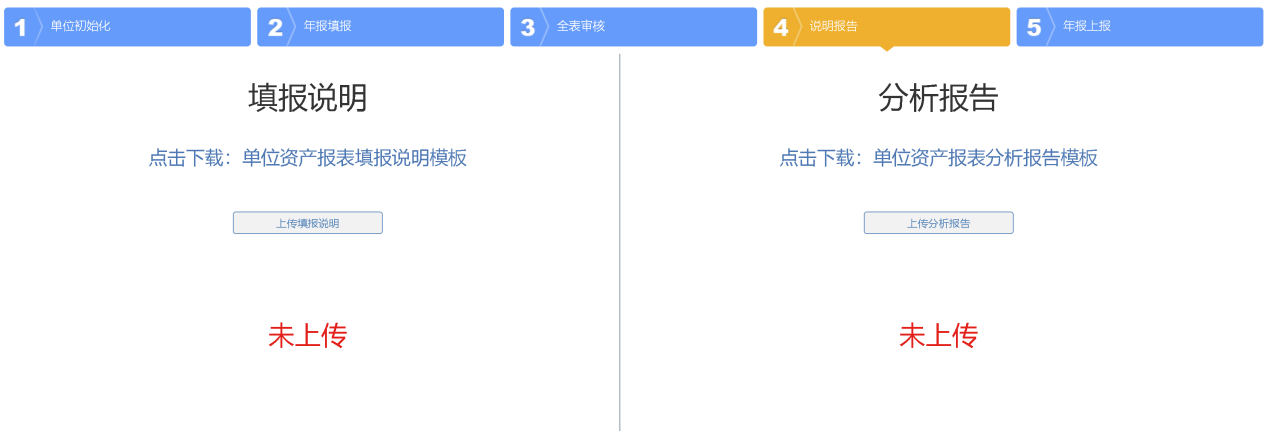 1 单位初始化
2 年报填报
3 全表审核
4 说明报告
5 年报上报
填报说明
点击下载：单位资产报表填报说明模板
上传填报说明
未上传
分析报告
点击下载：单位资产报表分析报告模板
上传分析报告
未上传